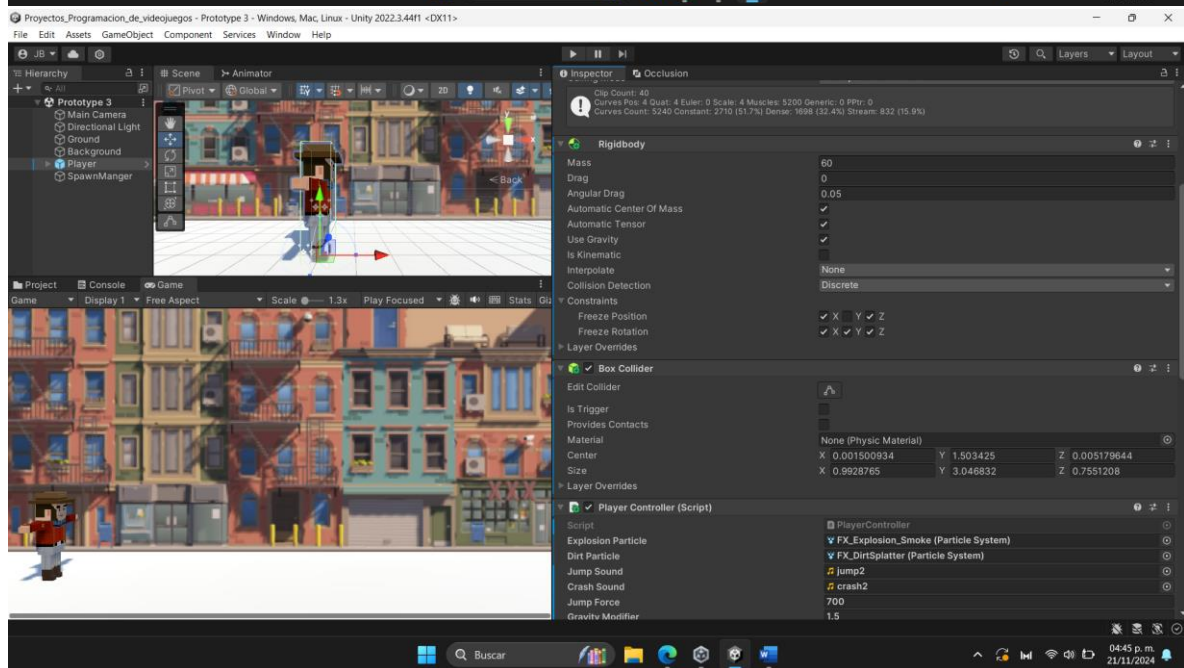 Proyectos_Programacion_de_videojuegos - Prototype 3 - Windows, Mac, Linux - Unity 2022.3.44f1 <DX11>
File Edit Assets GameObject Component Services Window Help
JB
Layers Layout
Hierarchy
All
Prototype 3
Main Camera
Directional Light
Ground
Background
Player
SpawnManger
Scene Animator
Pivot Global 2D
Back
Project Console Game
Game Display 1 Free Aspect Scale 1.3x Play Focused Stats Giz
Inspector Occlusion
Clip Count: 40
Curves Pos: 4 Quat: 4 Euler: 0 Scale: 4 Muscles: 5200 Generic: 0 PPtr: 0
Curves Count: 5240 Constant: 2710 (51.7%) Dense: 1698 (32.4%) Stream: 832 (15.9%)
Rigidbody
Mass 60
Drag 0
Angular Drag 0.05
Automatic Center Of Mass
Automatic Tensor
Use Gravity
Is Kinematic
Interpolate None
Collision Detection Discrete
Constraints
Freeze Position X Y Z
Freeze Rotation X Y Z
Layer Overrides
Box Collider
Edit Collider
Is Trigger
Provides Contacts
Material None (Physic Material)
Center X 0.001500934 Y 1.503425 Z 0.005179644
Size X 0.9928765 Y 3.046832 Z 0.7551208
Layer Overrides
Player Controller (Script)
Script PlayerController
Explosion Particle FX_Explosion_Smoke (Particle System)
Dirt Particle FX_DirtSplatter (Particle System)
Jump Sound jump2
Crash Sound crash2
Jump Force 700
Gravity Modifier 1.5
Buscar
04:45 p. m.
21/11/2024